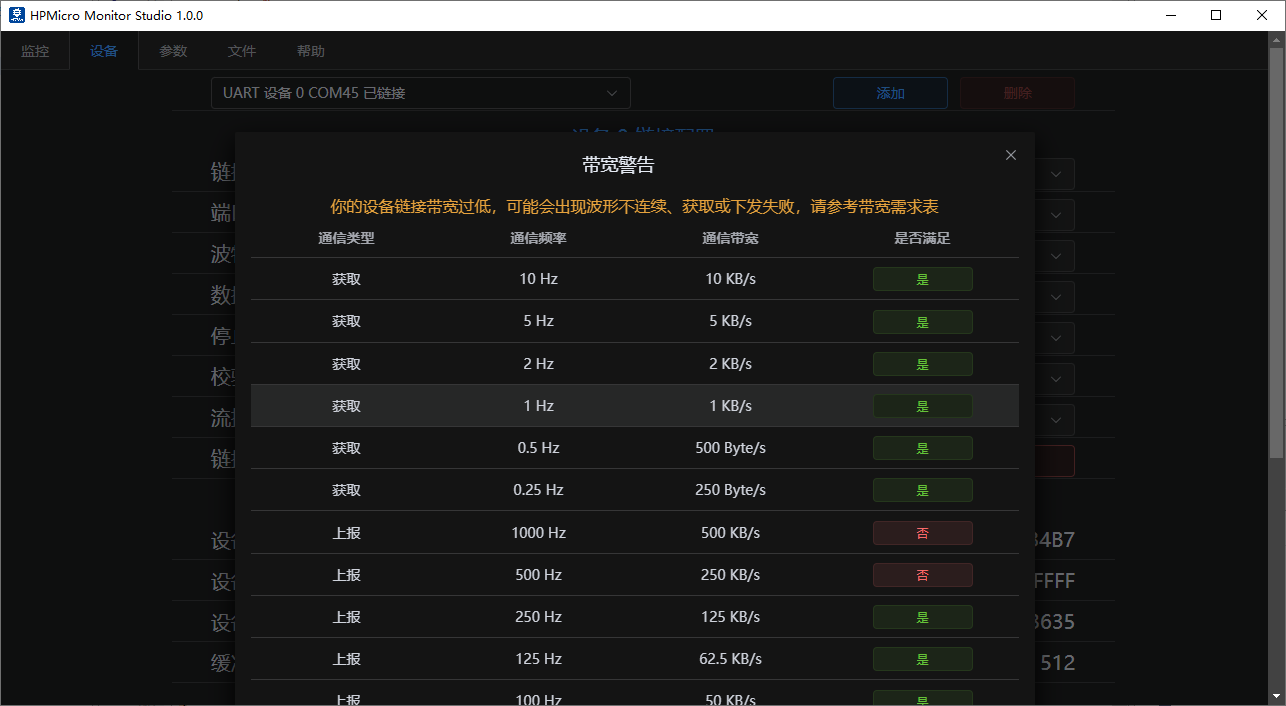 HPMicro Monitor Studio 1.0.0
监控 设备 参数 文件 帮助
UART 设备 0 COM45 已链接 添加 删除
设备 0 链接配置
带宽警告
你的设备链接带宽过低，可能会出现波形不连续、获取或下发失败，请参考带宽需求表
通信类型 通信频率 通信带宽 是否满足
获取 10 Hz 10 KB/s 是
获取 5 Hz 5 KB/s 是
获取 2 Hz 2 KB/s 是
获取 1 Hz 1 KB/s 是
获取 0.5 Hz 500 Byte/s 是
获取 0.25 Hz 250 Byte/s 是
上报 1000 Hz 500 KB/s 否
上报 500 Hz 250 KB/s 否
上报 250 Hz 125 KB/s 是
上报 125 Hz 62.5 KB/s 是
上报 100 Hz 50 KB/s 是
链
端
波
数
停
校
流
链
设 4B7
设 FFFF
设 3635
缓 512